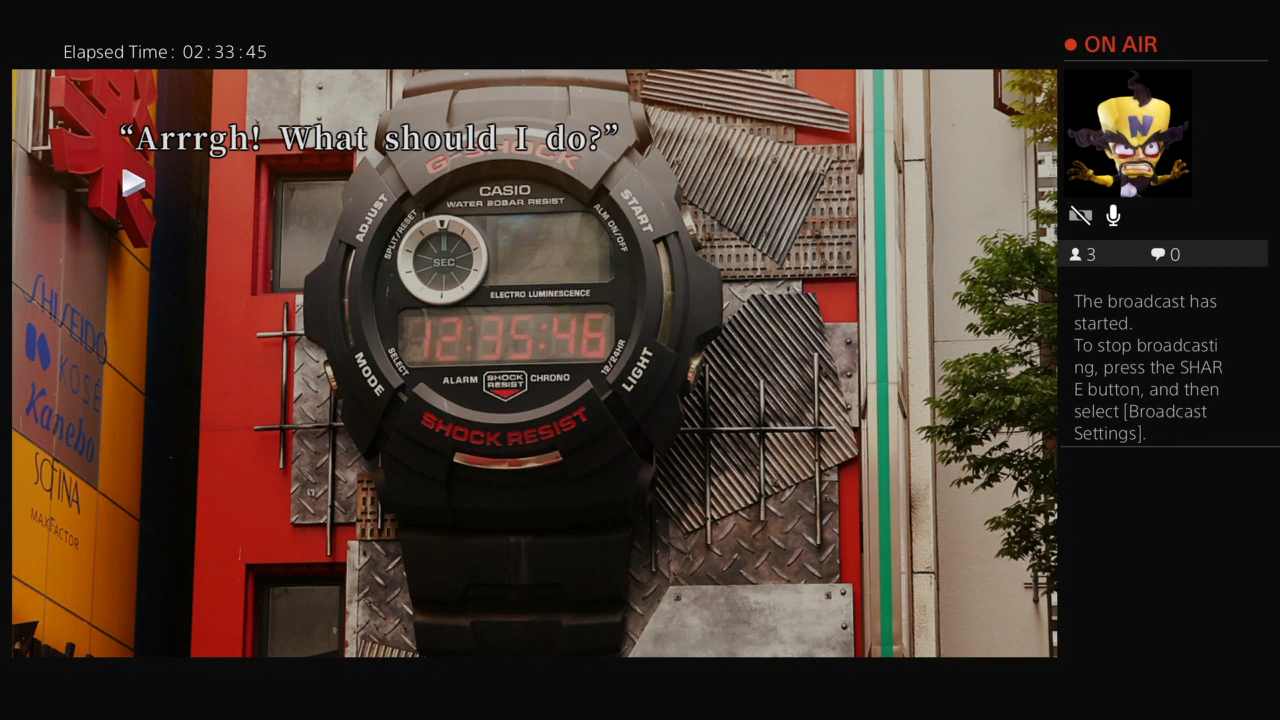 Elapsed Time: 02:33:45
ON AIR
“Arrrgh! What should I do?”
G-SHOCK
CASIO
WATER 20BAR RESIST
ADJUST
START
SPLIT/RESET
ALM ON/OFF
SEC
ELECTRO LUMINESCENCE
12:35:46
MODE
SELECT
12/24HR
LIGHT
ALARM
SHOCK
RESIST
CHRONO
SHOCK RESIST
SHISEIDO
KOSÉ
Kanebo
SOFINA
MAXFACTOR
N
3
0
The broadcast has
started.
To stop broadcasti
ng, press the SHAR
E button, and then
select [Broadcast
Settings].